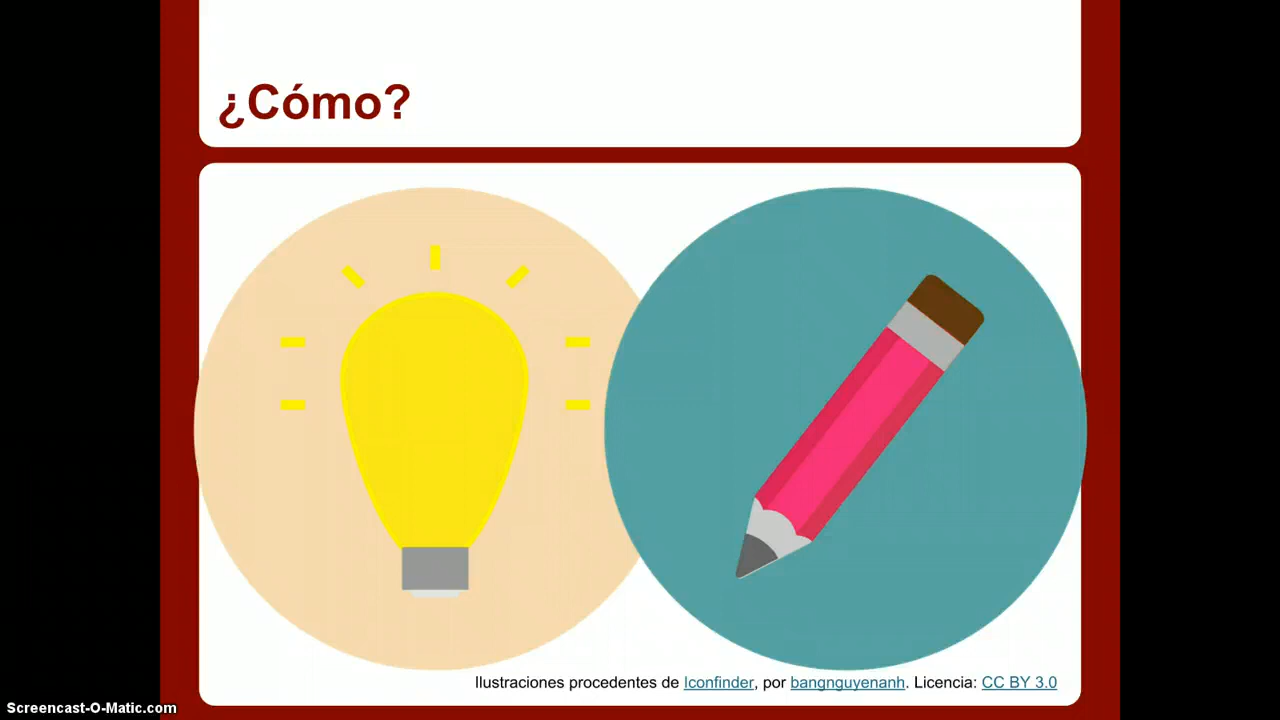 ¿Cómo?
Ilustraciones procedentes de Iconfinder, por bangnguyenanh. Licencia: CC BY 3.0
Screencast-O-Matic.com